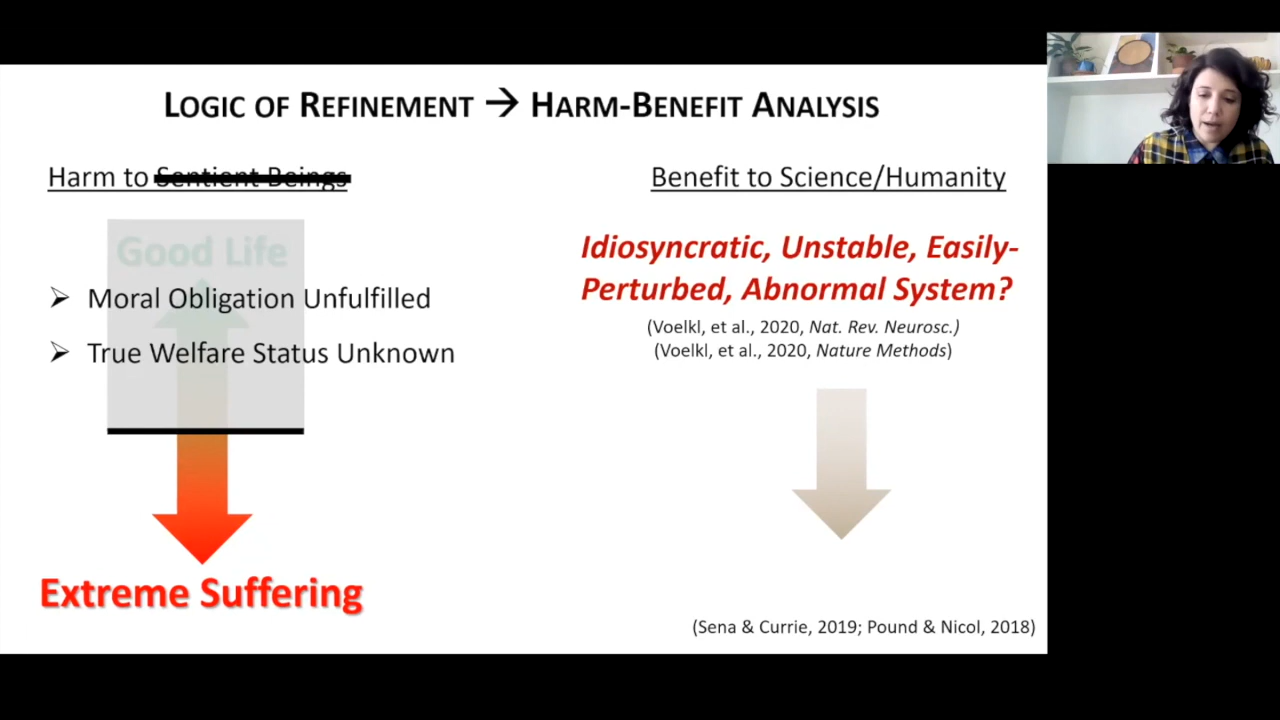 LOGIC OF REFINEMENT → HARM-BENEFIT ANALYSIS
Harm to Sentient Beings
Benefit to Science/Humanity
Good Life
➢ Moral Obligation Unfulfilled
➢ True Welfare Status Unknown
Extreme Suffering
Idiosyncratic, Unstable, Easily-
Perturbed, Abnormal System?
(Voelkl, et al., 2020, Nat. Rev. Neurosc.)
(Voelkl, et al., 2020, Nature Methods)
(Sena & Currie, 2019; Pound & Nicol, 2018)